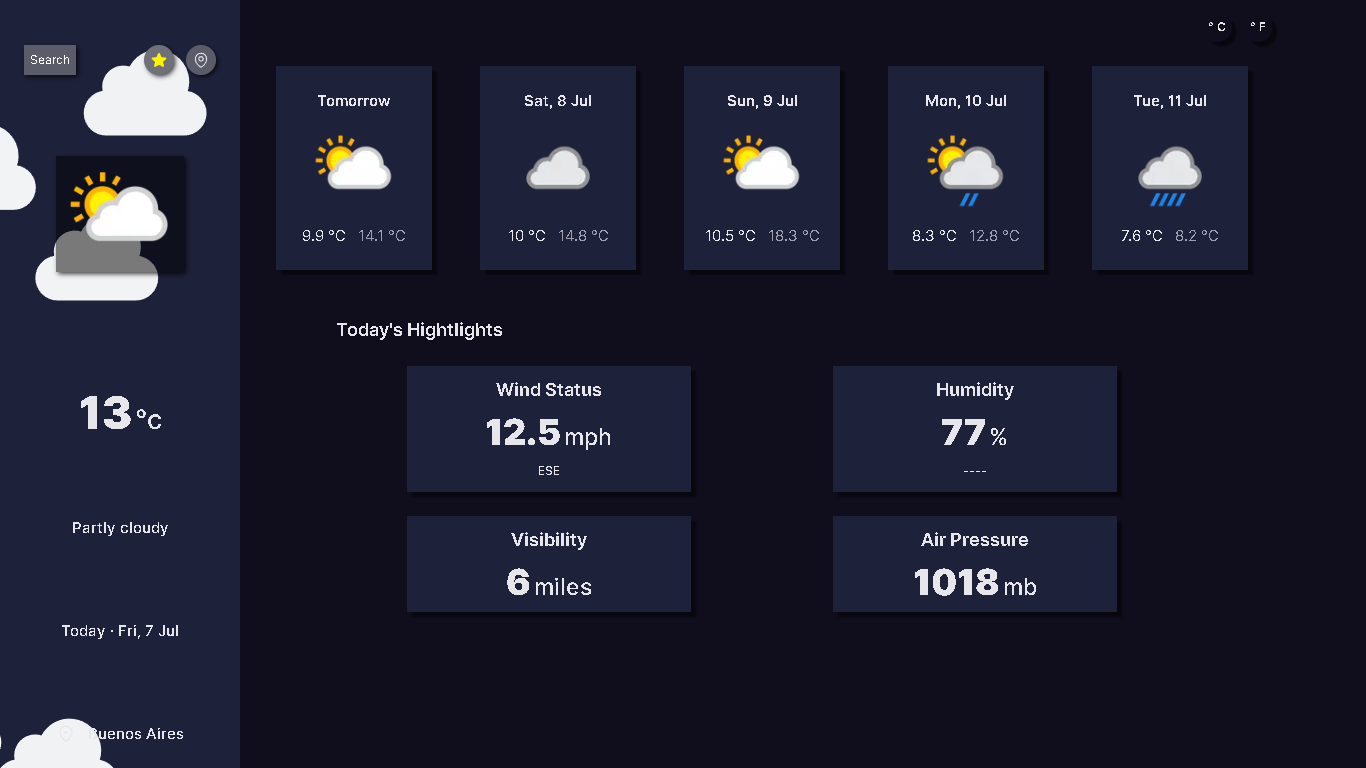 Search
13 °C
Partly cloudy
Today · Fri, 7 Jul
Buenos Aires
° C ° F
Tomorrow
9.9 °C 14.1 °C
Sat, 8 Jul
10 °C 14.8 °C
Sun, 9 Jul
10.5 °C 18.3 °C
Mon, 10 Jul
8.3 °C 12.8 °C
Tue, 11 Jul
7.6 °C 8.2 °C
Today's Hightlights
Wind Status
12.5 mph
ESE
Humidity
77 %
----
Visibility
6 miles
Air Pressure
1018 mb